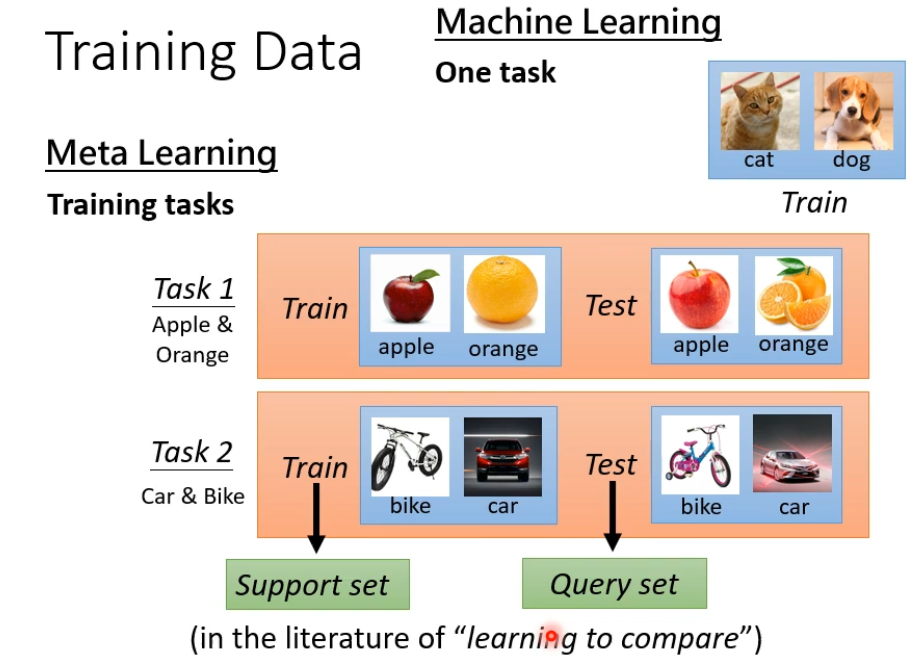 Training Data
Machine Learning
One task
cat dog
Train
Meta Learning
Training tasks
Task 1
Apple &
Orange
Train
apple orange
Test
apple orange
Task 2
Car & Bike
Train
bike car
Test
bike car
Support set
Query set
(in the literature of “learning to compare”)